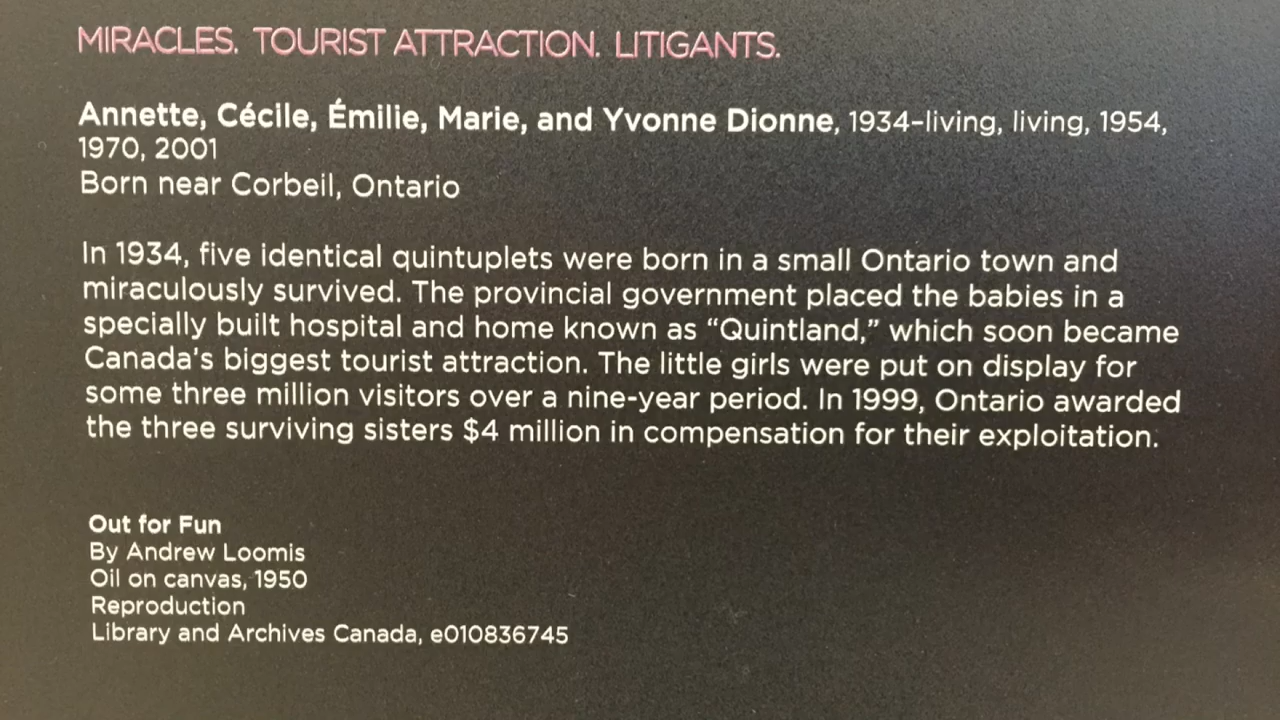 MIRACLES. TOURIST ATTRACTION. LITIGANTS.
Annette, Cécile, Émilie, Marie, and Yvonne Dionne, 1934–living, living, 1954,
1970, 2001
Born near Corbeil, Ontario
In 1934, five identical quintuplets were born in a small Ontario town and
miraculously survived. The provincial government placed the babies in a
specially built hospital and home known as “Quintland,” which soon became
Canada’s biggest tourist attraction. The little girls were put on display for
some three million visitors over a nine-year period. In 1999, Ontario awarded
the three surviving sisters $4 million in compensation for their exploitation.
Out for Fun
By Andrew Loomis
Oil on canvas, 1950
Reproduction
Library and Archives Canada, e010836745